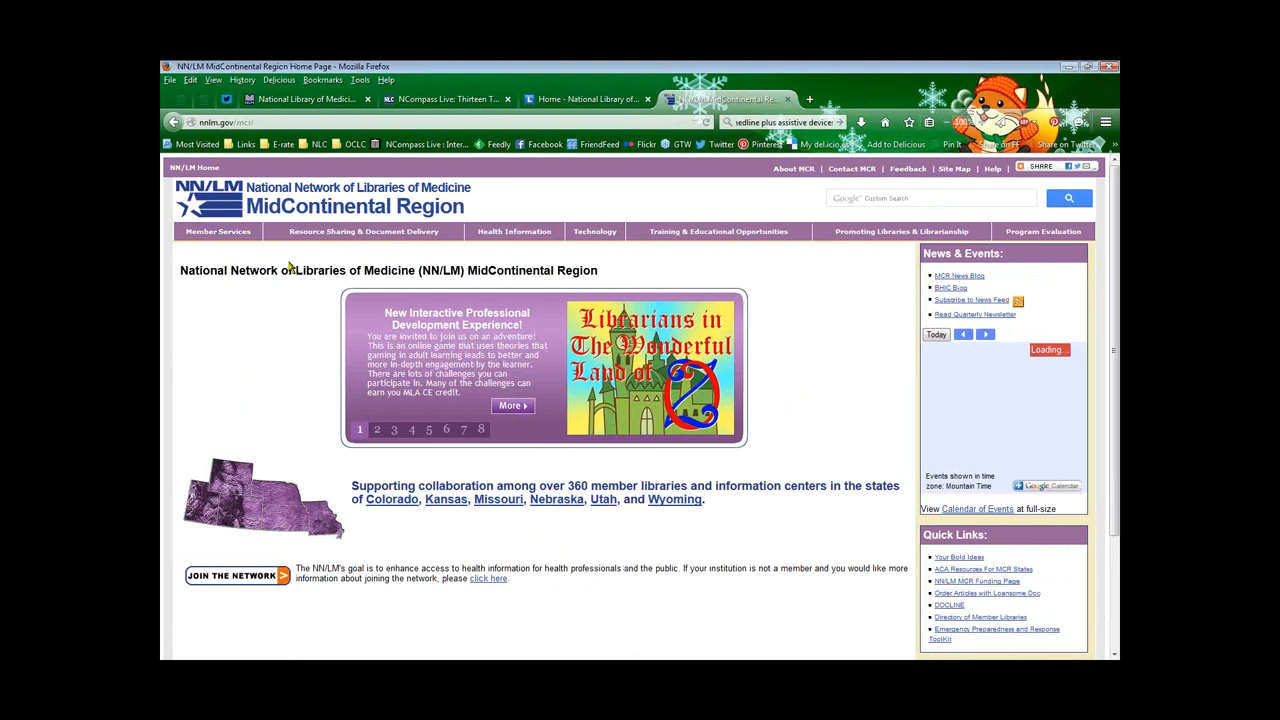 NN/LM MidContinental Region Home Page - Mozilla Firefox
File Edit View History Delicious Bookmarks Tools Help
National Library of Medici... NCompass Live: Thirteen T... Home - National Library of... NN/LM MidContinental Re...
nnlm.gov/mcr/ edline plus assistive device
Most Visited Links E-rate NLC OCLC NCompass Live : Inter... Feedly Facebook FriendFeed Flickr GTW Twitter Pinterest My del.icio Add to Delicious Pin It Share on FF Share on Twitter
NN/LM Home About MCR Contact MCR Feedback Site Map Help SHARE
NN/LM National Network of Libraries of Medicine
MidContinental Region
Google Custom Search
Member Services Resource Sharing & Document Delivery Health Information Technology Training & Educational Opportunities Promoting Libraries & Librarianship Program Evaluation
National Network of Libraries of Medicine (NN/LM) MidContinental Region
New Interactive Professional
Development Experience!
You are invited to join us on an adventure!
This is an online game that uses theories that
gaming in adult learning leads to better and
more in-depth engagement by the learner.
There are lots of challenges you can
participate in. Many of the challenges can
earn you MLA CE credit.
More
1 2 3 4 5 6 7 8
Librarians in
The Wonderful
Land of
Oz
Supporting collaboration among over 360 member libraries and information centers in the states
of Colorado, Kansas, Missouri, Nebraska, Utah, and Wyoming.
JOIN THE NETWORK
The NN/LM's goal is to enhance access to health information for health professionals and the public. If your institution is not a member and you would like more
information about joining the network, please click here.
News & Events:
MCR News Blog
BHIC Blog
Subscribe to News Feed
Read Quarterly Newsletter
Today
Loading...
Events shown in time
zone: Mountain Time
Google Calendar
View Calendar of Events at full-size
Quick Links:
Your Bold Ideas
ACA Resources For MCR States
NN/LM MCR Funding Page
Order Articles with Loansome Doc
DOCLINE
Directory of Member Libraries
Emergency Preparedness and Response
ToolKit